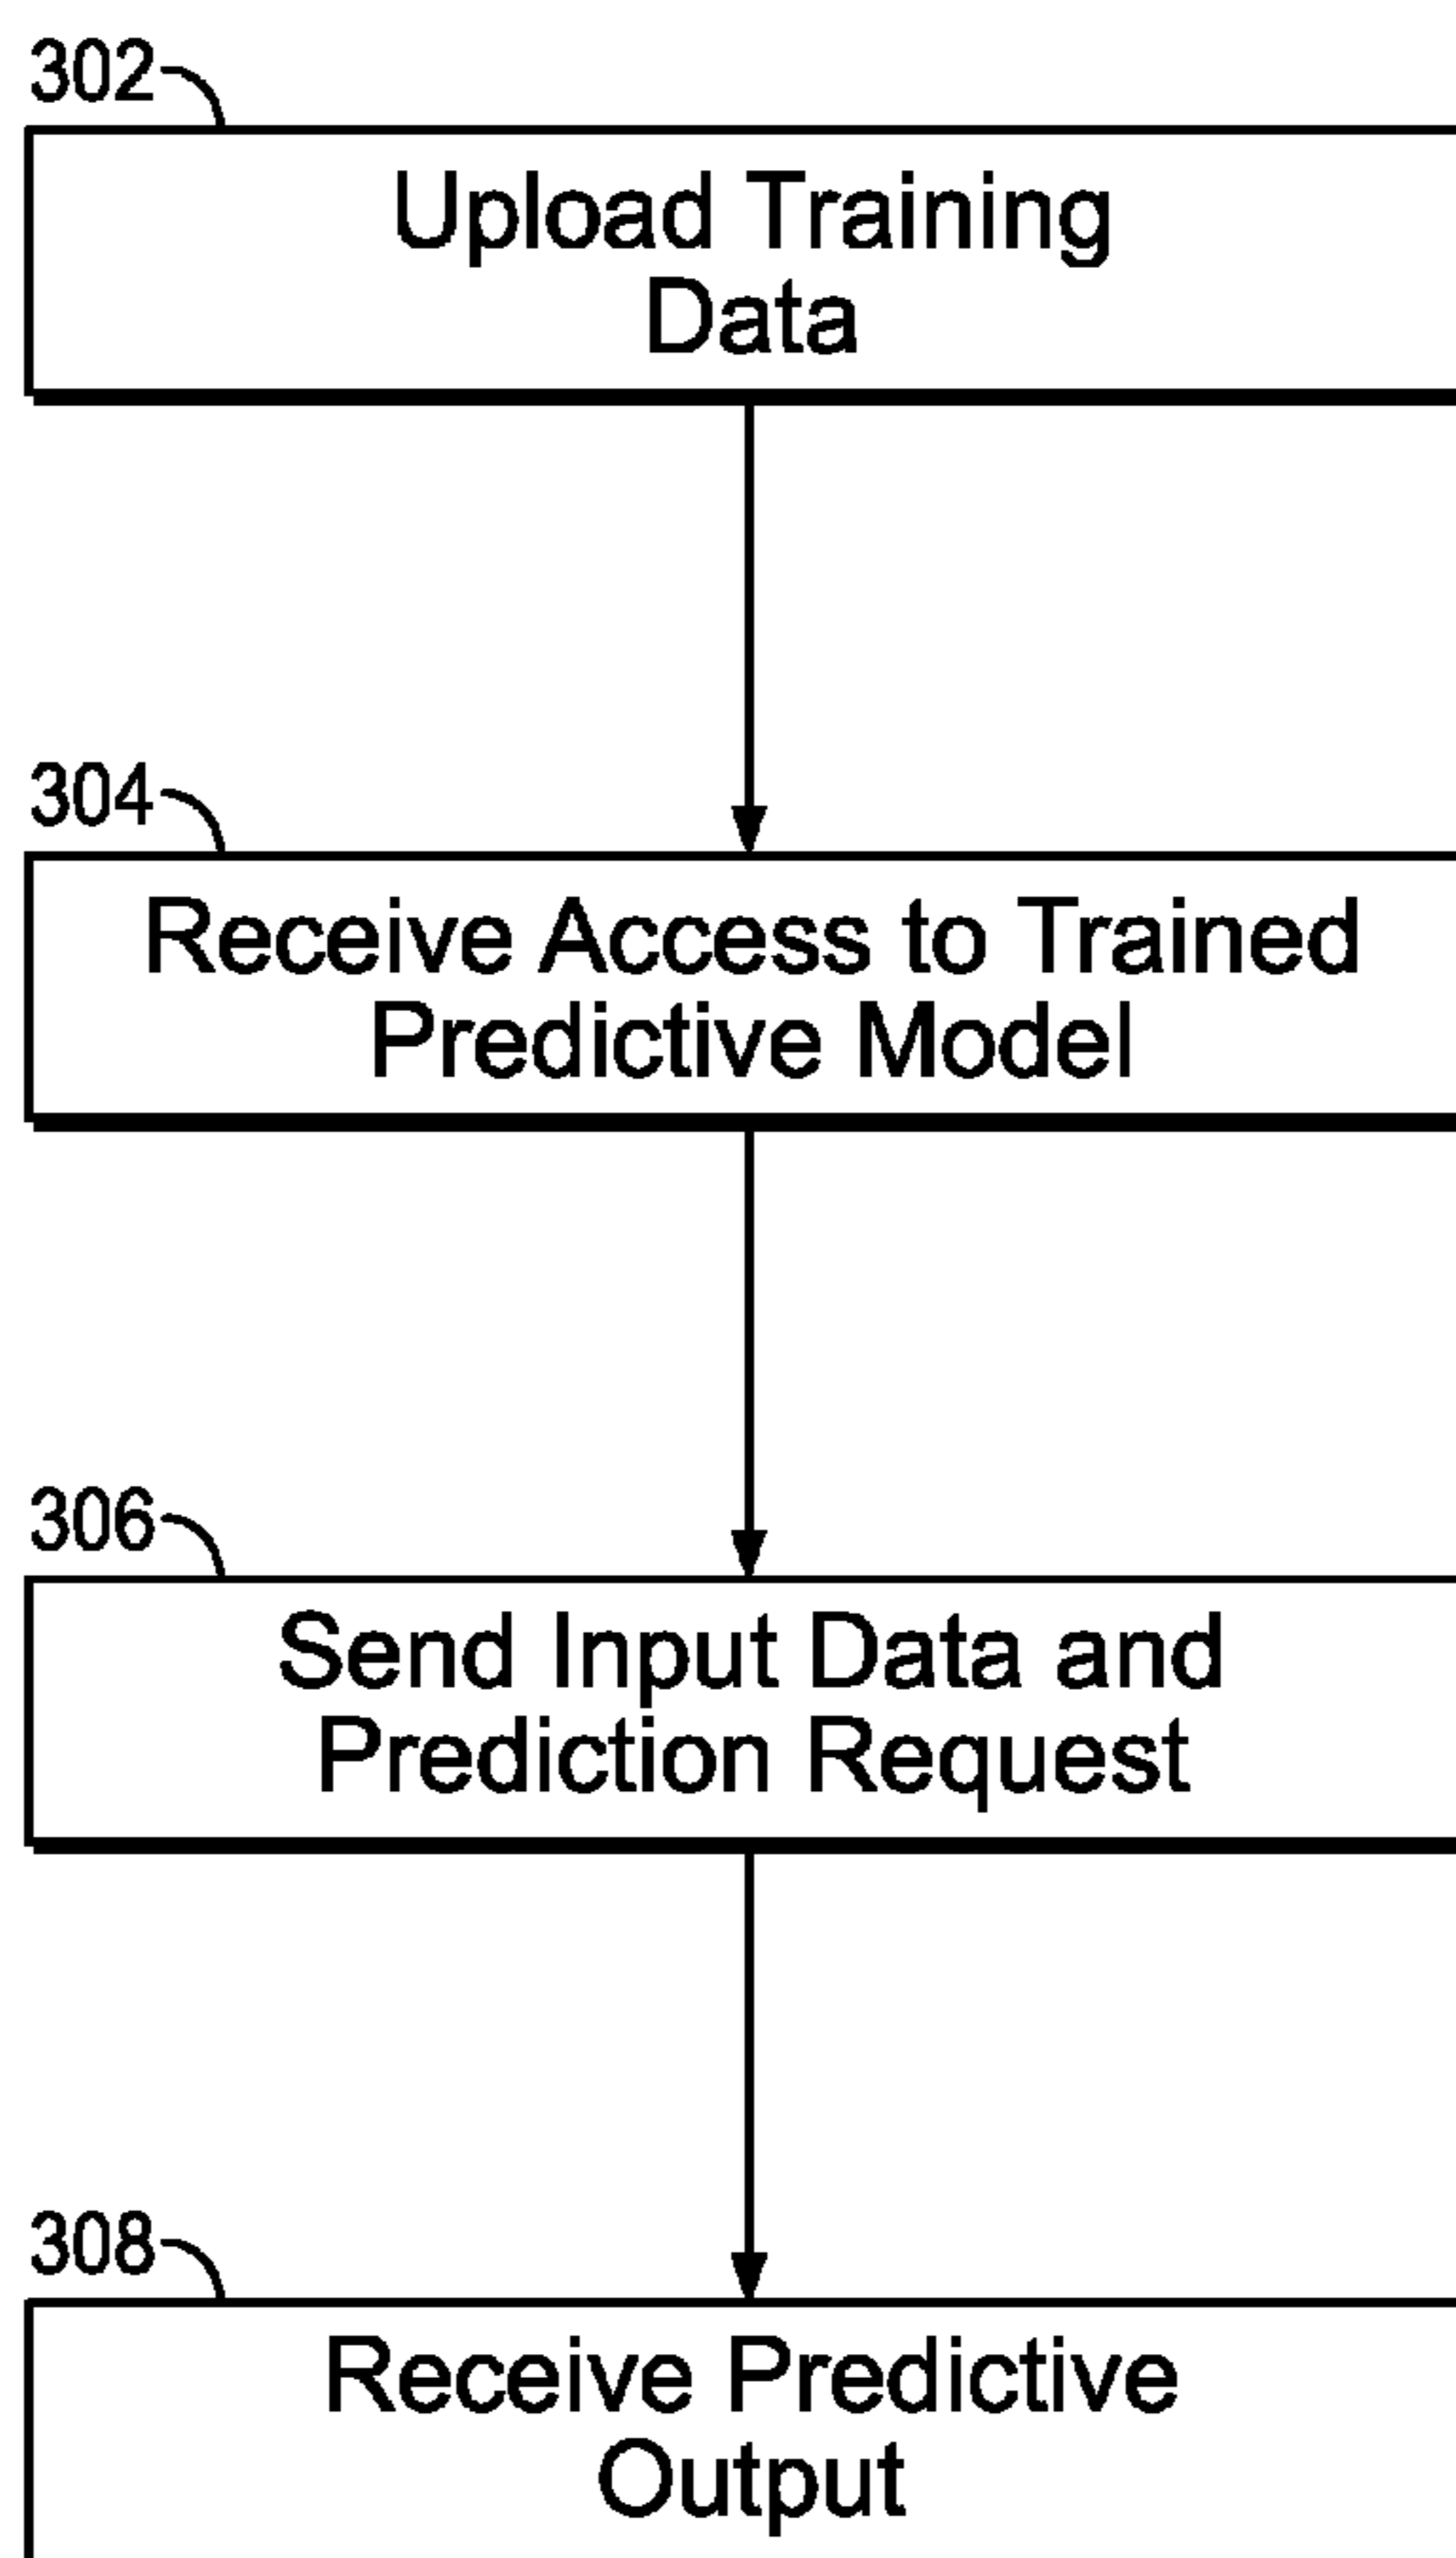 302
Upload Training
Data
304
Receive Access to Trained
Predictive Model
306
Send Input Data and
Prediction Request
308
Receive Predictive
Output